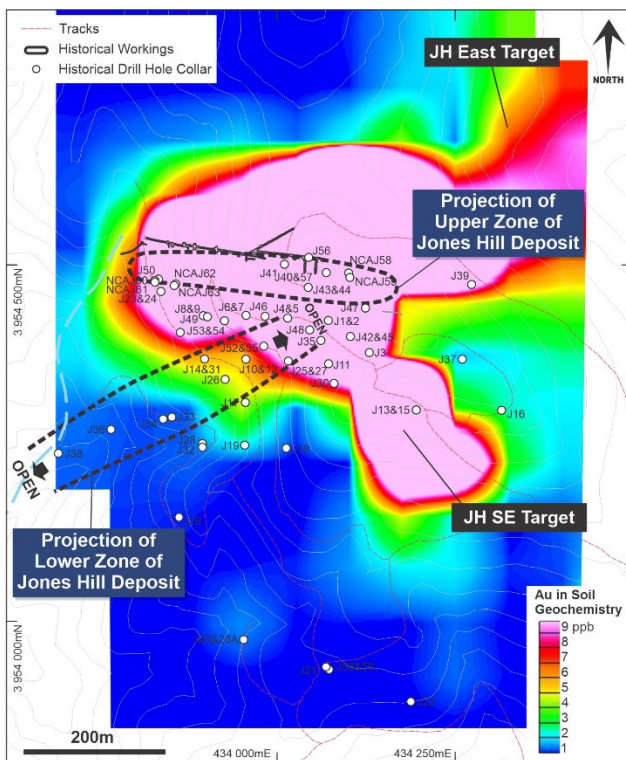 Tracks
Historical Workings
Historical Drill Hole Collar
JH East Target
NORTH
Projection of
Upper Zone of
Jones Hill Deposit
J56
NCAJ58
J41
J40&57
J50
NCAJ62
NCAJ61
NCAJ63
J23&24
J43&44
J39
3 954 500mN
J8&9
J49
J6&7
J46
J4&5
J47
J1&2
OPEN
J48
J53&54
J35
J42&45
J3
J52&55
J14&31
J10&12
J25&27
J11
J37
J26
J30
J13&15
J16
J33
J34
J36
J28
J32
J19
J18
J38
OPEN
JH SE Target
Projection of
Lower Zone of
Jones Hill Deposit
Au in Soil
Geochemistry
9 ppb
8
7
6
5
4
3
2
1
3 954 000mN
J21
200m
434 000mE
434 250mE